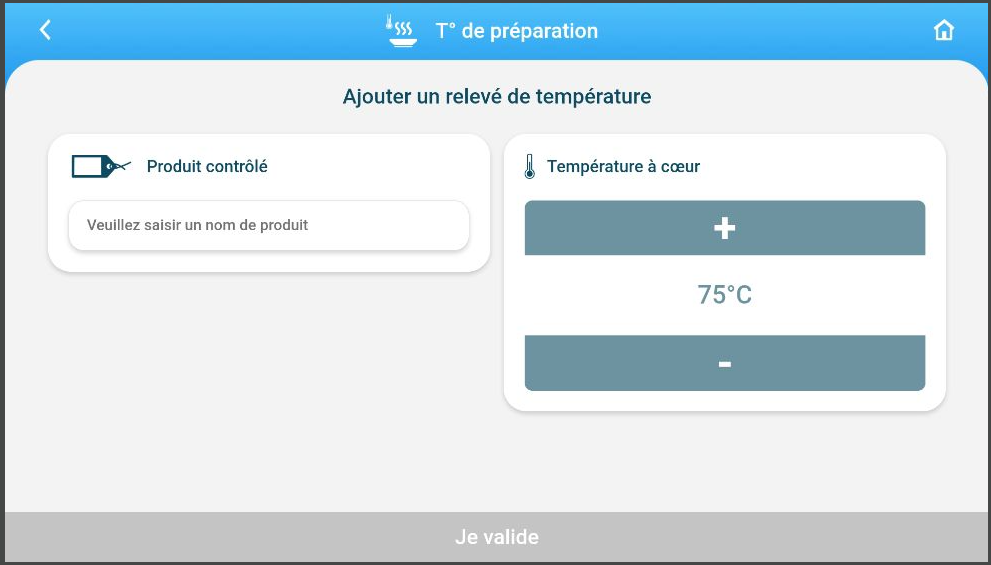 T° de préparation
Ajouter un relevé de température
Produit contrôlé
Veuillez saisir un nom de produit
Température à cœur
+
75°C
-
Je valide